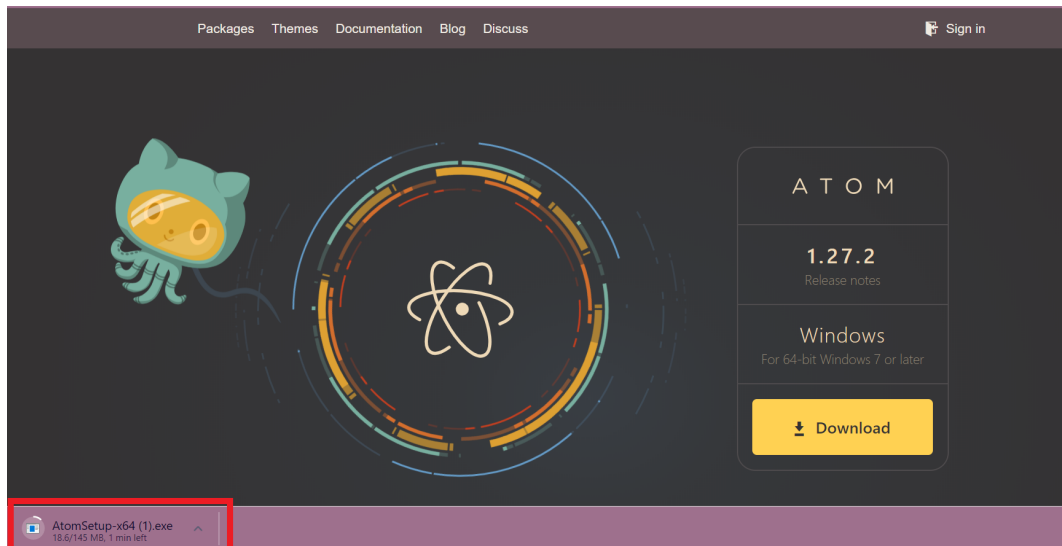 Packages Themes Documentation Blog Discuss Sign in
ATOM
1.27.2
Release notes
Windows
For 64-bit Windows 7 or later
Download
AtomSetup-x64 (1).exe
18.6/145 MB, 1 min left